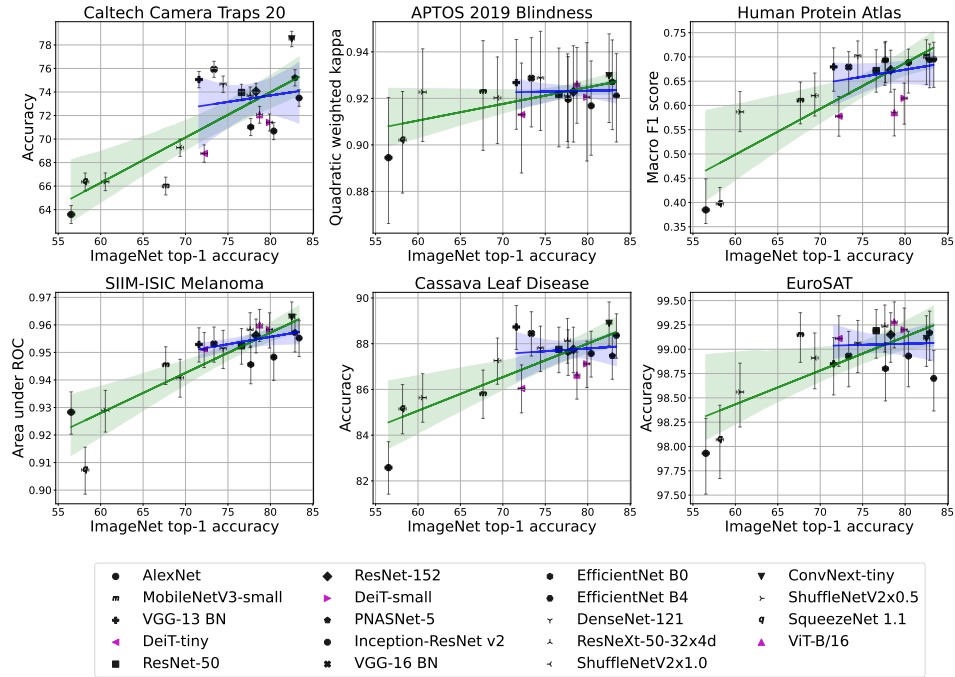 Caltech Camera Traps 20
APTOS 2019 Blindness
Human Protein Atlas
Accuracy
78
76
74
72
70
68
66
64
55 60 65 70 75 80 85
ImageNet top-1 accuracy
Quadratic weighted kappa
0.94
0.92
0.90
0.88
55 60 65 70 75 80 85
ImageNet top-1 accuracy
Macro F1 score
0.70
0.65
0.60
0.55
0.50
0.45
0.40
0.35
55 60 65 70 75 80 85
ImageNet top-1 accuracy
SIIM-ISIC Melanoma
Cassava Leaf Disease
EuroSAT
Area under ROC
0.97
0.96
0.95
0.94
0.93
0.92
0.91
0.90
55 60 65 70 75 80 85
ImageNet top-1 accuracy
Accuracy
90
88
86
84
82
55 60 65 70 75 80 85
ImageNet top-1 accuracy
Accuracy
99.50
99.25
99.00
98.75
98.50
98.25
98.00
97.75
97.50
55 60 65 70 75 80 85
ImageNet top-1 accuracy
AlexNet
MobileNetV3-small
VGG-13 BN
DeiT-tiny
ResNet-50
ResNet-152
DeiT-small
PNASNet-5
Inception-ResNet v2
VGG-16 BN
EfficientNet B0
EfficientNet B4
DenseNet-121
ResNeXt-50-32x4d
ShuffleNetV2x1.0
ConvNext-tiny
ShuffleNetV2x0.5
SqueezeNet 1.1
ViT-B/16